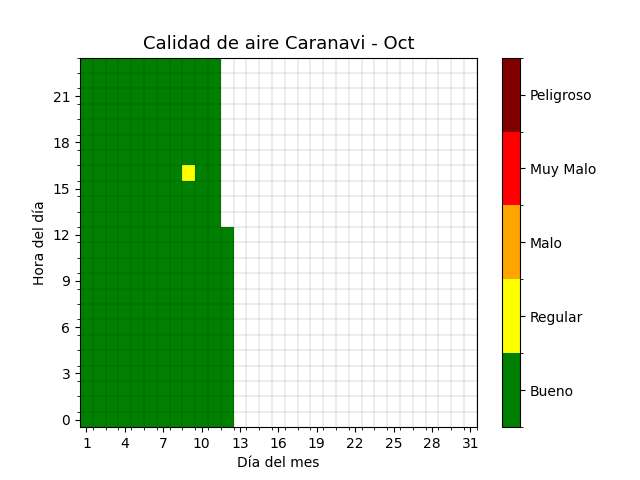 Calidad de aire Caranavi - Oct
Hora del día
21
18
15
12
9
6
3
0
1 4 7 10 13 16 19 22 25 28 31
Día del mes
Peligroso
Muy Malo
Malo
Regular
Bueno